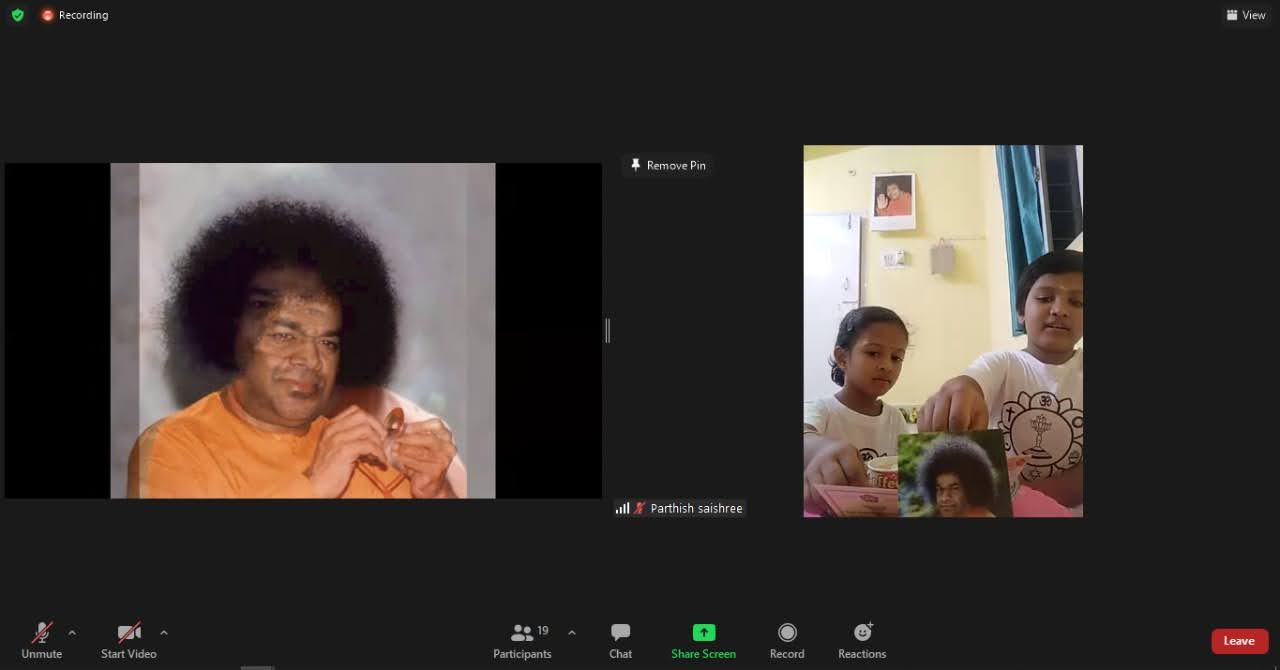 Recording
View
Remove Pin
Parthish saishree
Unmute
Start Video
Participants
19
Chat
Share Screen
Record
Reactions
Leave